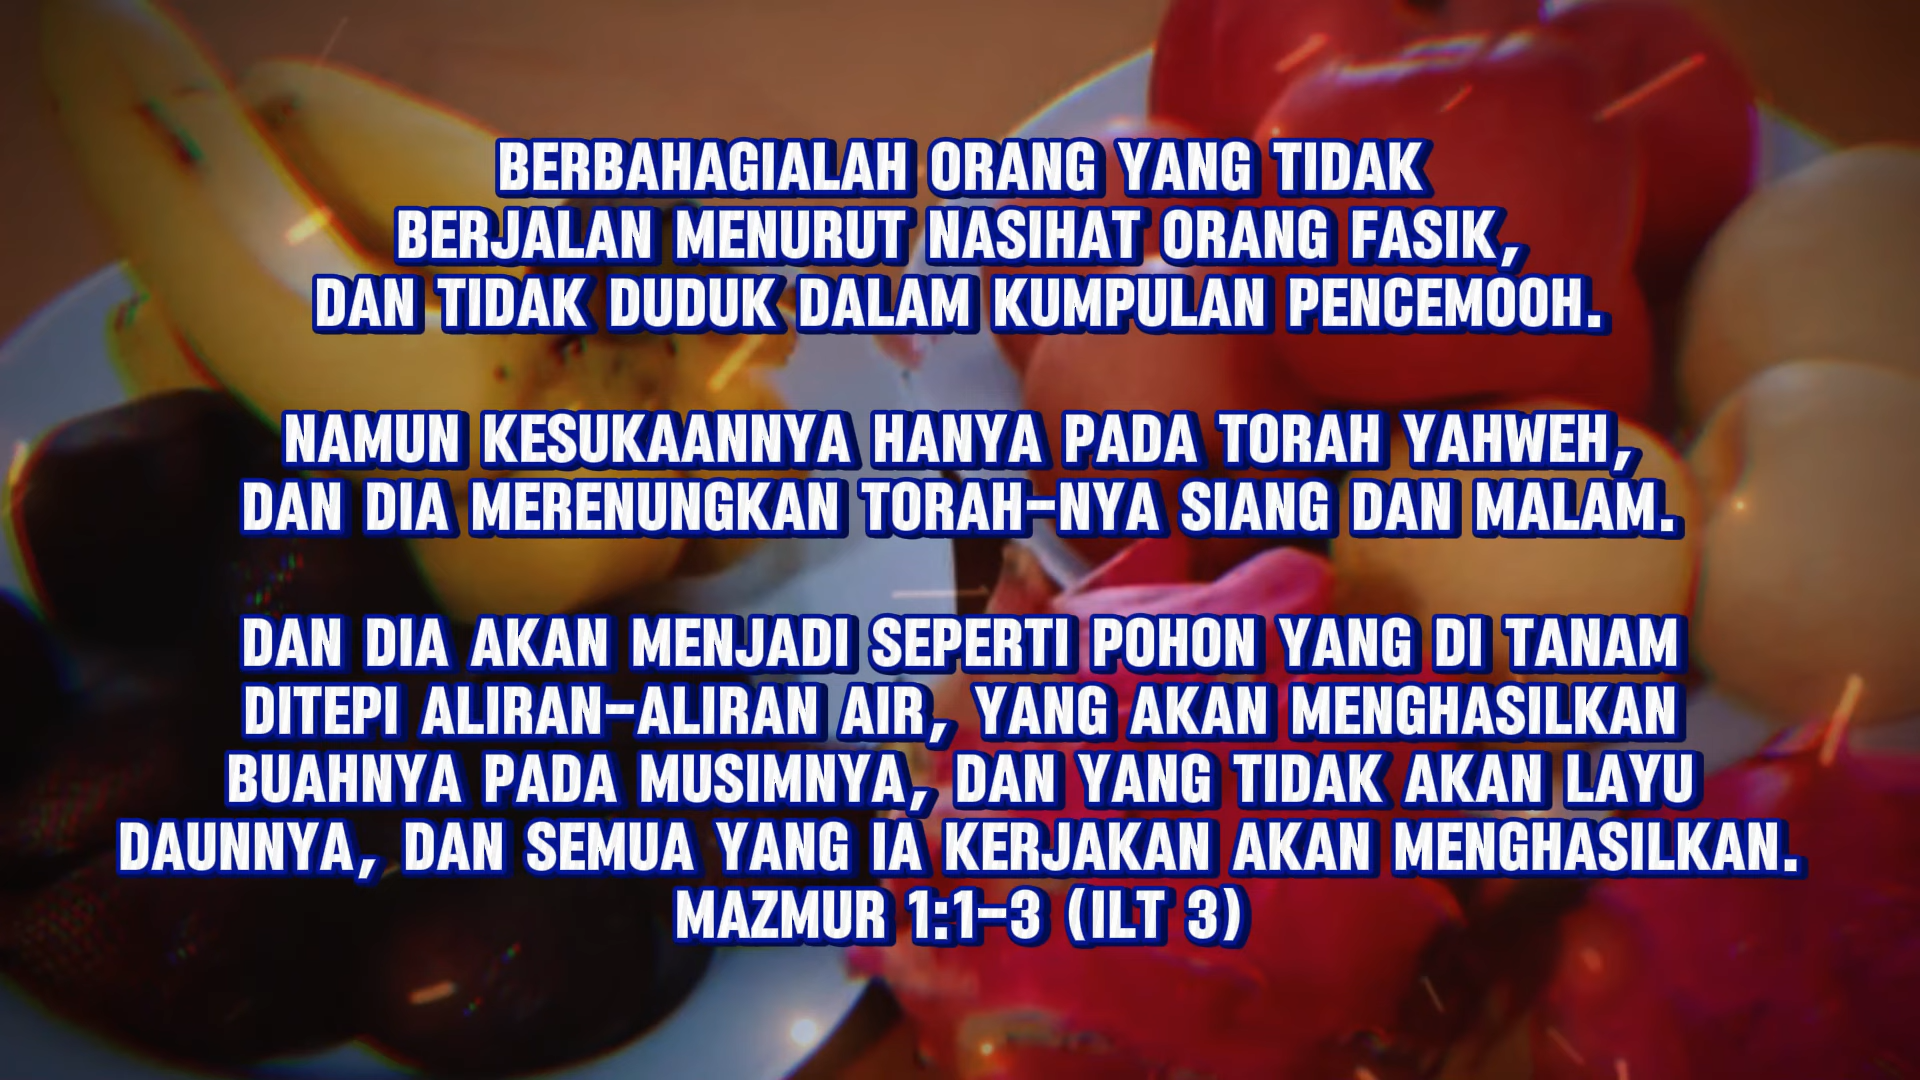 BERBAHAGIALAH ORANG YANG TIDAK
BERJALAN MENURUT NASIHAT ORANG FASIK,
DAN TIDAK DUDUK DALAM KUMPULAN PENCEMOOH.
NAMUN KESUKAANNYA HANYA PADA TORAH YAHWEH,
DAN DIA MERENUNGKAN TORAH-NYA SIANG DAN MALAM.
DAN DIA AKAN MENJADI SEPERTI POHON YANG DI TANAM
DITEPI ALIRAN-ALIRAN AIR, YANG AKAN MENGHASILKAN
BUAHNYA PADA MUSIMNYA, DAN YANG TIDAK AKAN LAYU
DAUNNYA, DAN SEMUA YANG IA KERJAKAN AKAN MENGHASILKAN.
MAZMUR 1:1-3 (ILT 3)